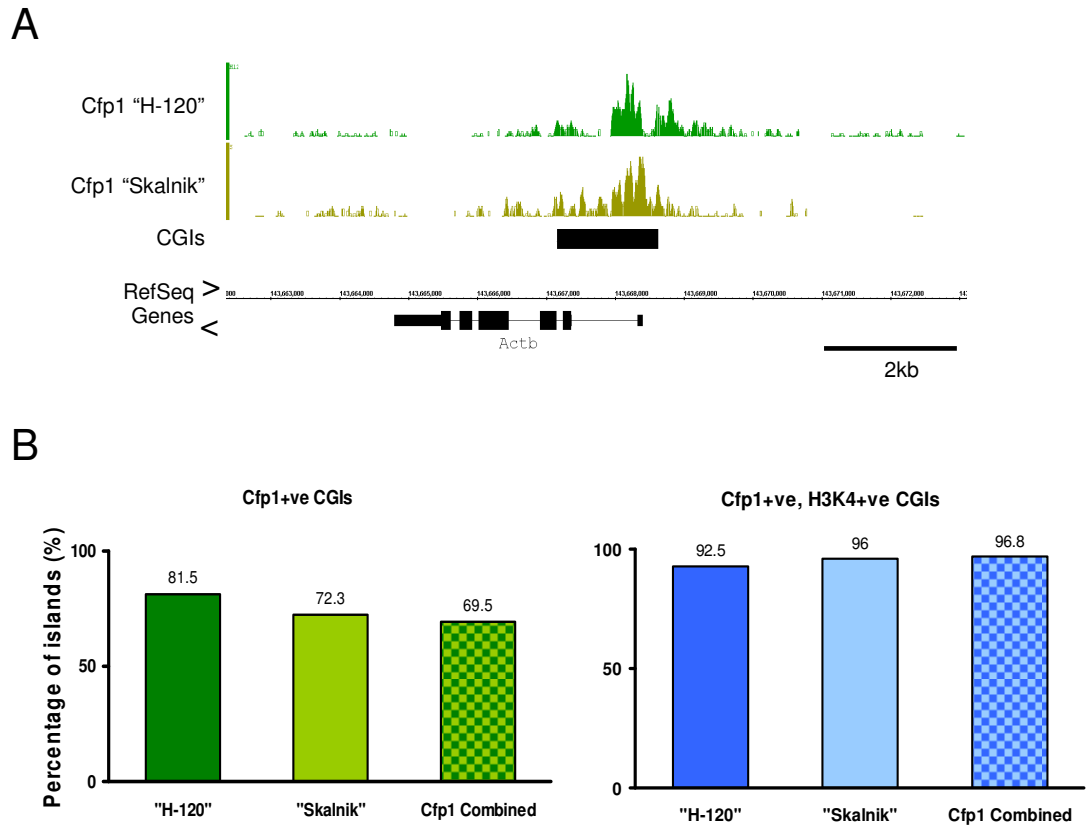 A
Cfp1 “H-120”
Cfp1 “Skalnik”
CGIs
RefSeq >
143,663,000 143,664,000 143,665,000 143,666,000 143,667,000 143,668,000 143,669,000 143,670,000 143,671,000 143,672,000
Genes <
Actb
2kb
B
Cfp1+ve CGIs
Percentage of islands (%)
100
50
0
81.5
72.3
69.5
"H-120"
"Skalnik"
Cfp1 Combined
Cfp1+ve, H3K4+ve CGIs
100
50
0
92.5
96
96.8
"H-120"
"Skalnik"
Cfp1 Combined